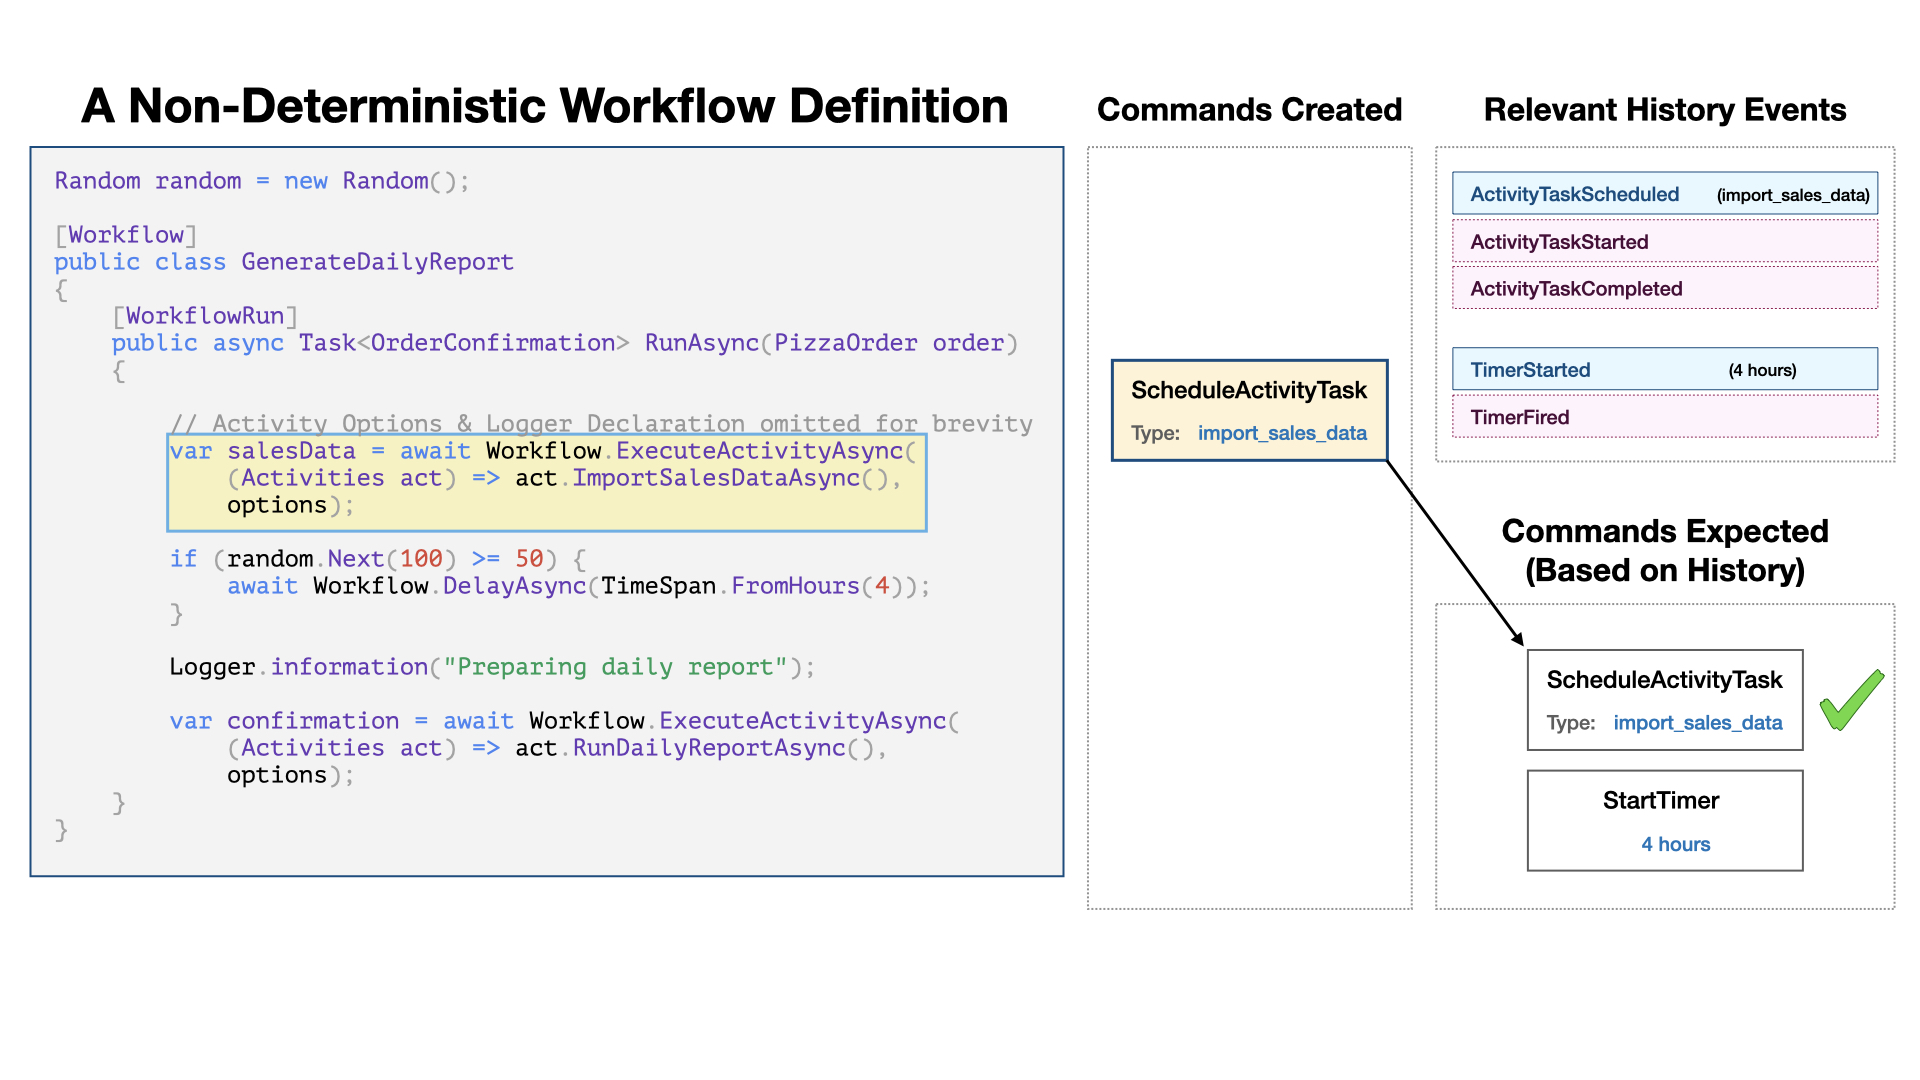 A Non-Deterministic Workflow Definition
Random random = new Random();
[Workflow]
public class GenerateDailyReport
{
[WorkflowRun]
public async Task<OrderConfirmation> RunAsync(PizzaOrder order)
{
// Activity Options & Logger Declaration omitted for brevity
var salesData = await Workflow.ExecuteActivityAsync(
(Activities act) => act.ImportSalesDataAsync(),
options);
if (random.Next(100) >= 50) {
await Workflow.DelayAsync(TimeSpan.FromHours(4));
}
Logger.information("Preparing daily report");
var confirmation = await Workflow.ExecuteActivityAsync(
(Activities act) => act.RunDailyReportAsync(),
options);
}
}
Commands Created
ScheduleActivityTask
Type: import_sales_data
Relevant History Events
ActivityTaskScheduled (import_sales_data)
ActivityTaskStarted
ActivityTaskCompleted
TimerStarted (4 hours)
TimerFired
Commands Expected
(Based on History)
ScheduleActivityTask
Type: import_sales_data
StartTimer
4 hours